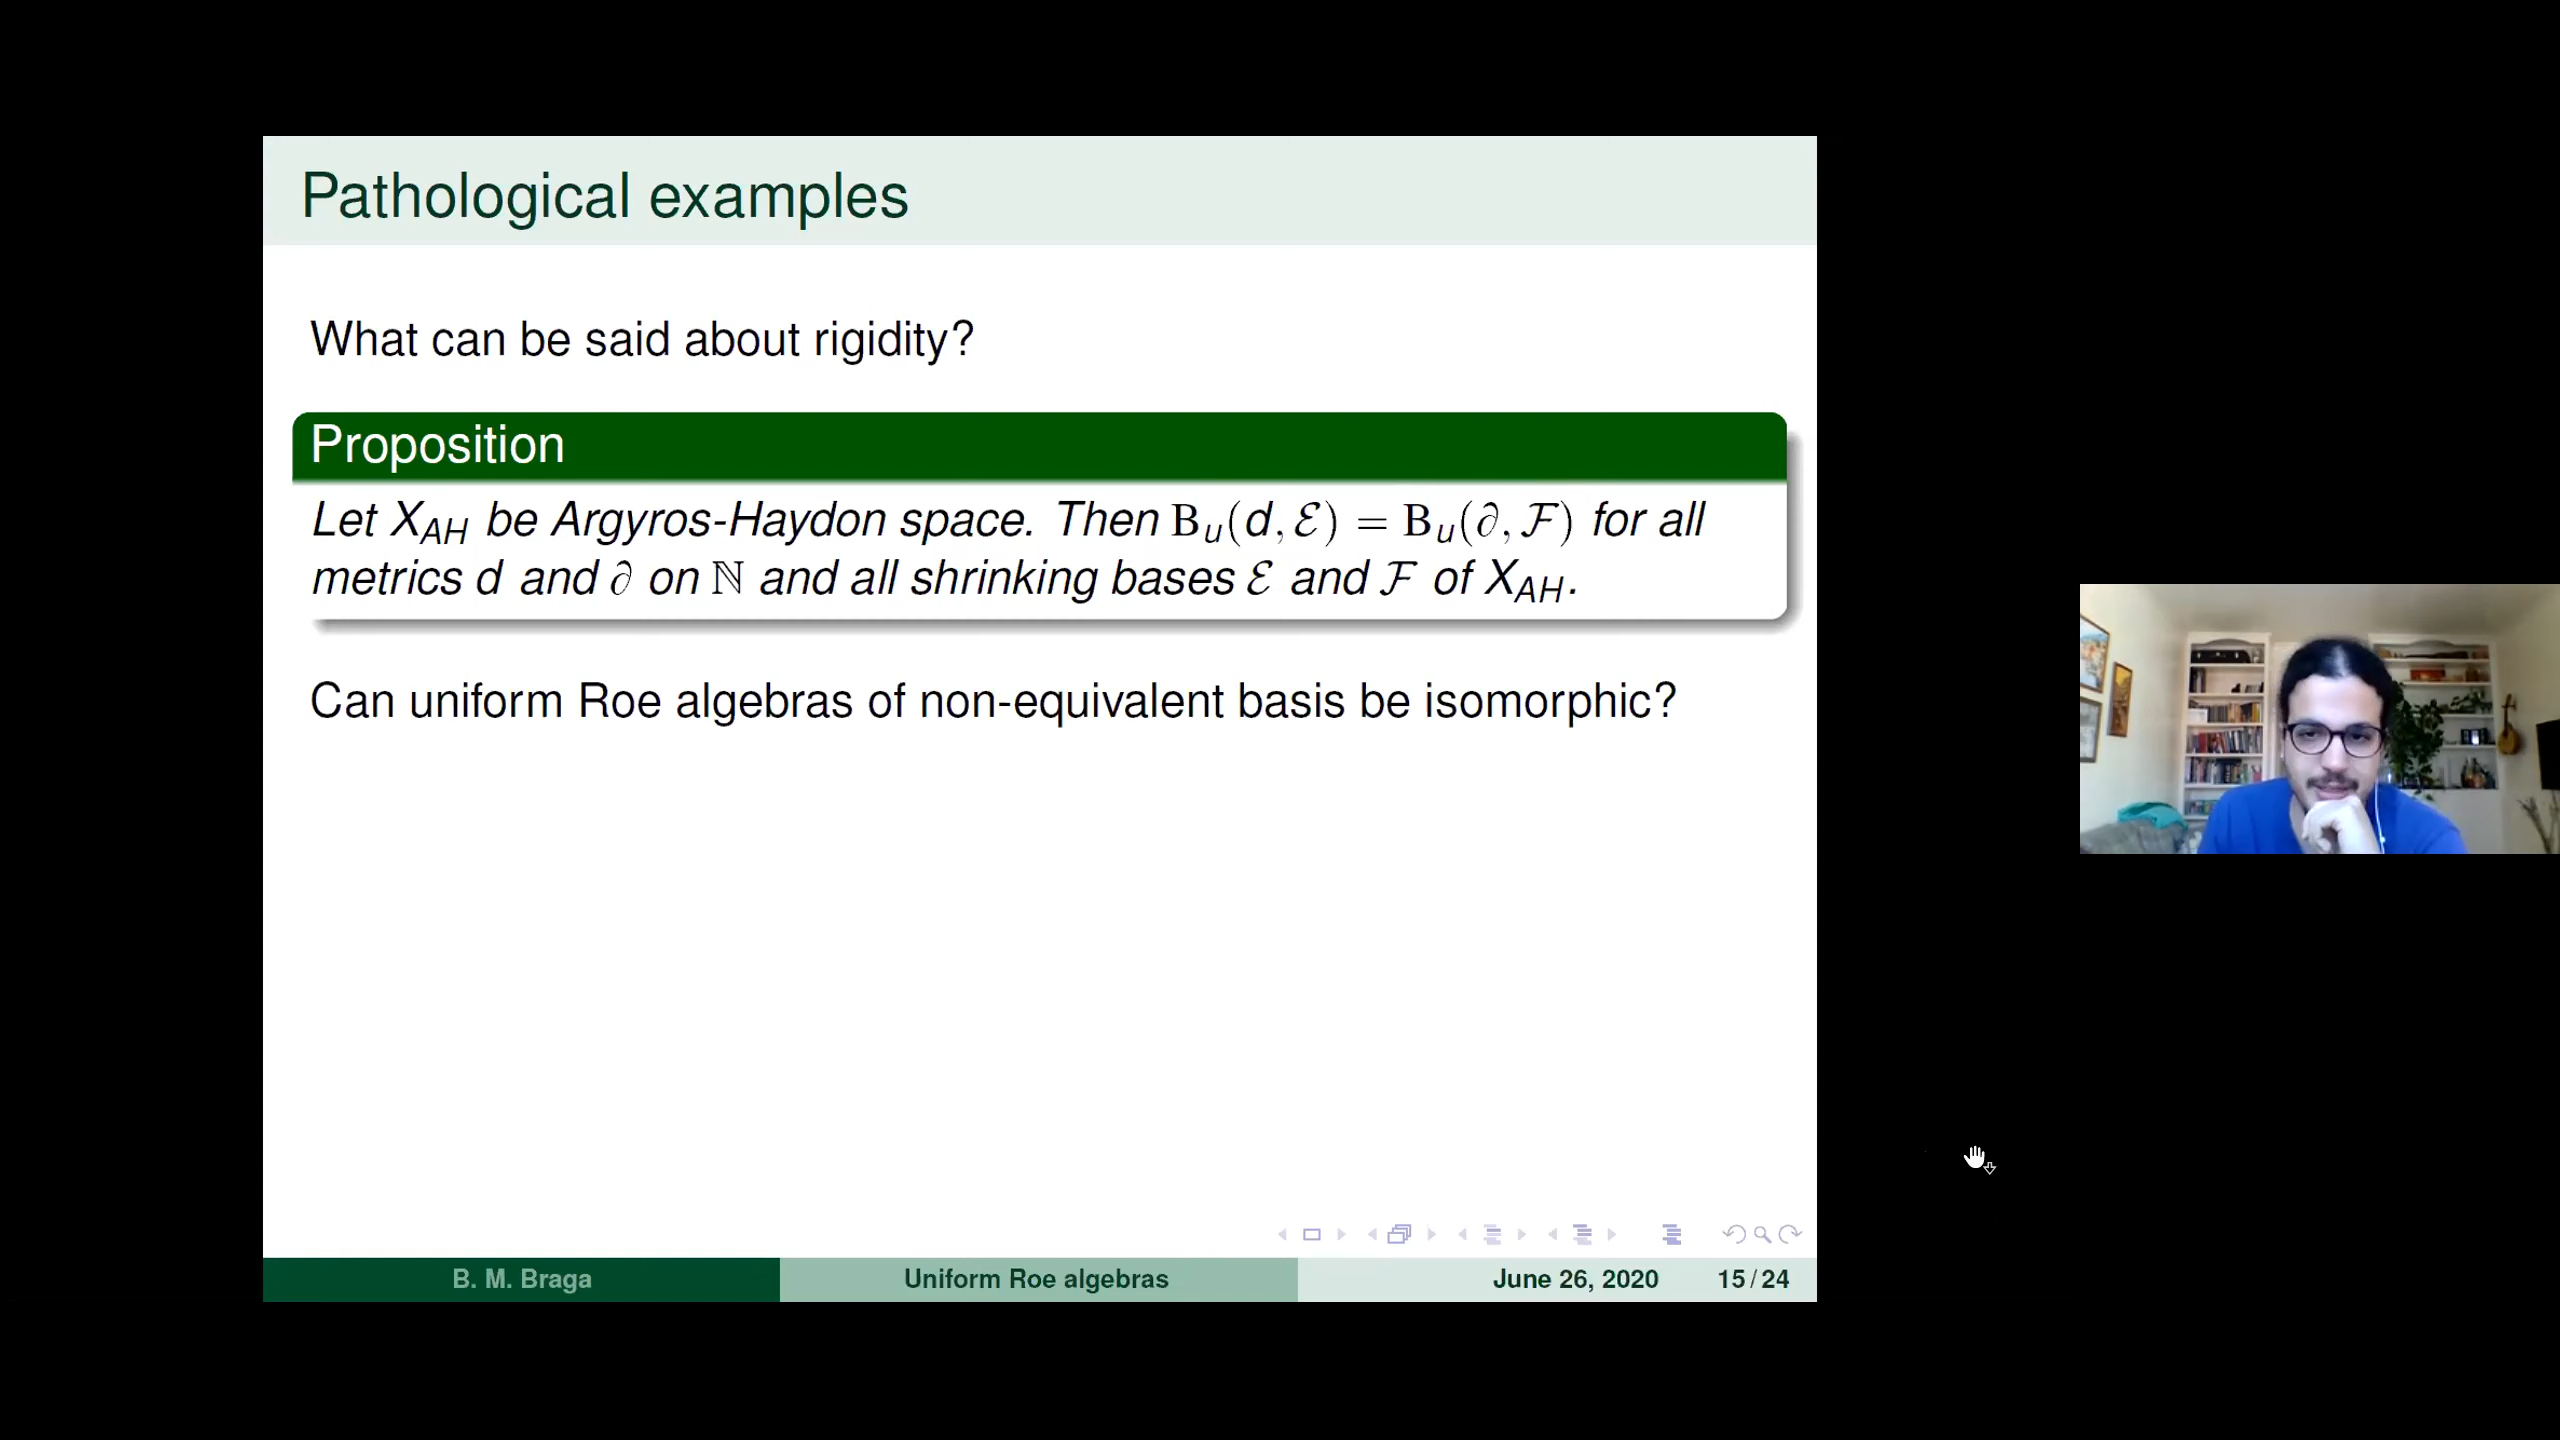 Pathological examples
What can be said about rigidity?
Proposition
Let X_AH be Argyros-Haydon space. Then B_u(d, ℰ) = B_u(∂, ℱ) for all
metrics d and ∂ on ℕ and all shrinking bases ℰ and ℱ of X_AH.
Can uniform Roe algebras of non-equivalent basis be isomorphic?
B. M. Braga Uniform Roe algebras June 26, 2020 15/24